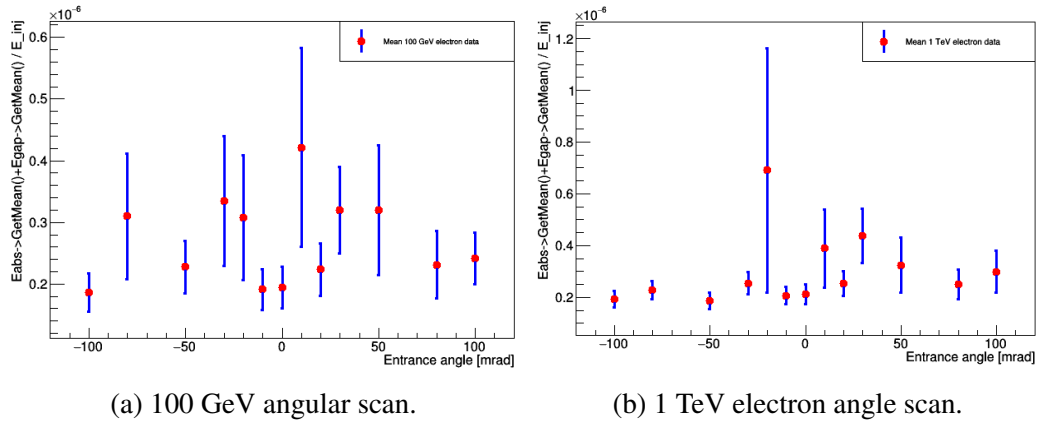 ×10⁻⁶
Eabs->GetMean()+Egap->GetMean() / E_inj
0.6
0.5
0.4
0.3
0.2
Mean 100 GeV electron data
−100
−50
0
50
100
Entrance angle [mrad]
(a) 100 GeV angular scan.
×10⁻⁶
Eabs->GetMean()+Egap->GetMean() / E_inj
1.2
1
0.8
0.6
0.4
0.2
Mean 1 TeV electron data
−100
−50
0
50
100
Entrance angle [mrad]
(b) 1 TeV electron angle scan.